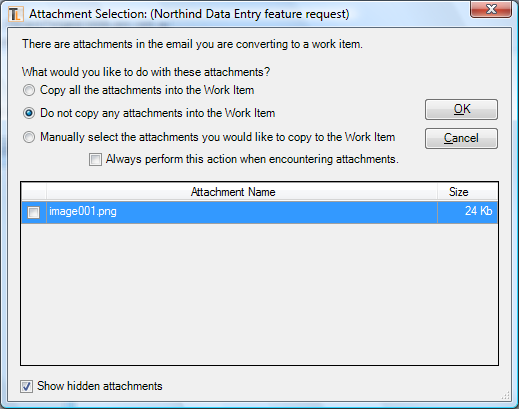 Attachment Selection: (Northind Data Entry feature request)
There are attachments in the email you are converting to a work item.
What would you like to do with these attachments?
Copy all the attachments into the Work Item
Do not copy any attachments into the Work Item
OK
Manually select the attachments you would like to copy to the Work Item
Cancel
Always perform this action when encountering attachments.
Attachment Name Size
image001.png 24 Kb
Show hidden attachments